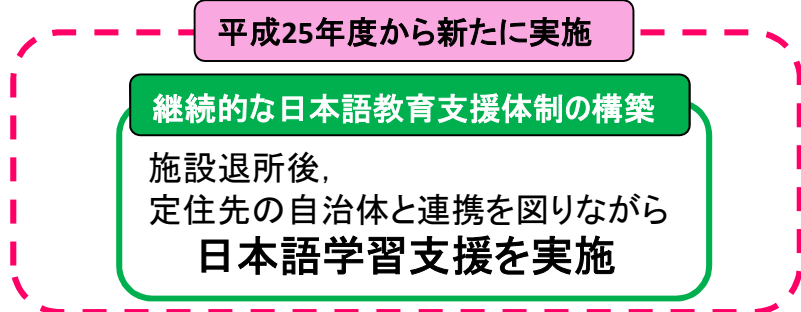 平成25年度から新たに実施
継続的な日本語教育支援体制の構築
施設退所後,
定住先の自治体と連携を図りながら
日本語学習支援を実施